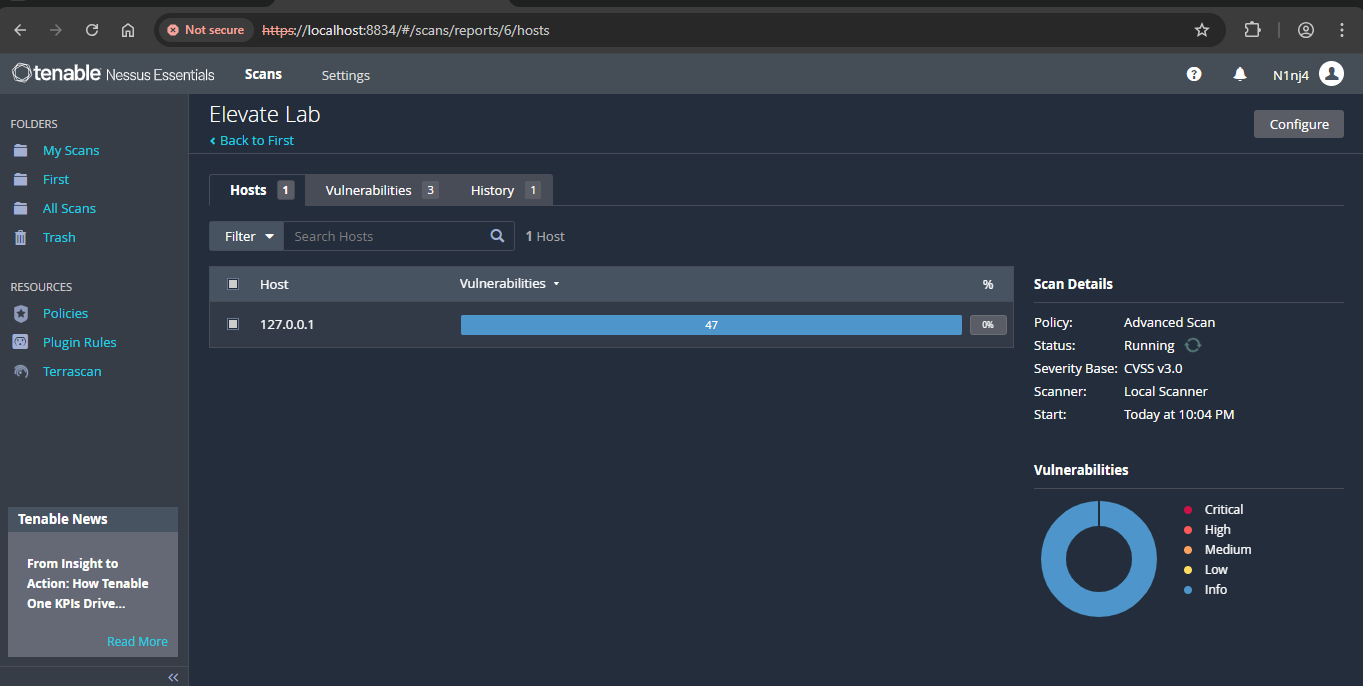 Not secure https://localhost:8834/#/scans/reports/6/hosts
tenable Nessus Essentials Scans Settings N1nj4
FOLDERS
My Scans
First
All Scans
Trash
RESOURCES
Policies
Plugin Rules
Terrascan
Tenable News
From Insight to
Action: How Tenable
One KPIs Drive...
Read More
Elevate Lab
Back to First
Configure
Hosts 1 Vulnerabilities 3 History 1
Filter Search Hosts 1 Host
Host Vulnerabilities %
127.0.0.1 47 0%
Scan Details
Policy: Advanced Scan
Status: Running
Severity Base: CVSS v3.0
Scanner: Local Scanner
Start: Today at 10:04 PM
Vulnerabilities
Critical
High
Medium
Low
Info